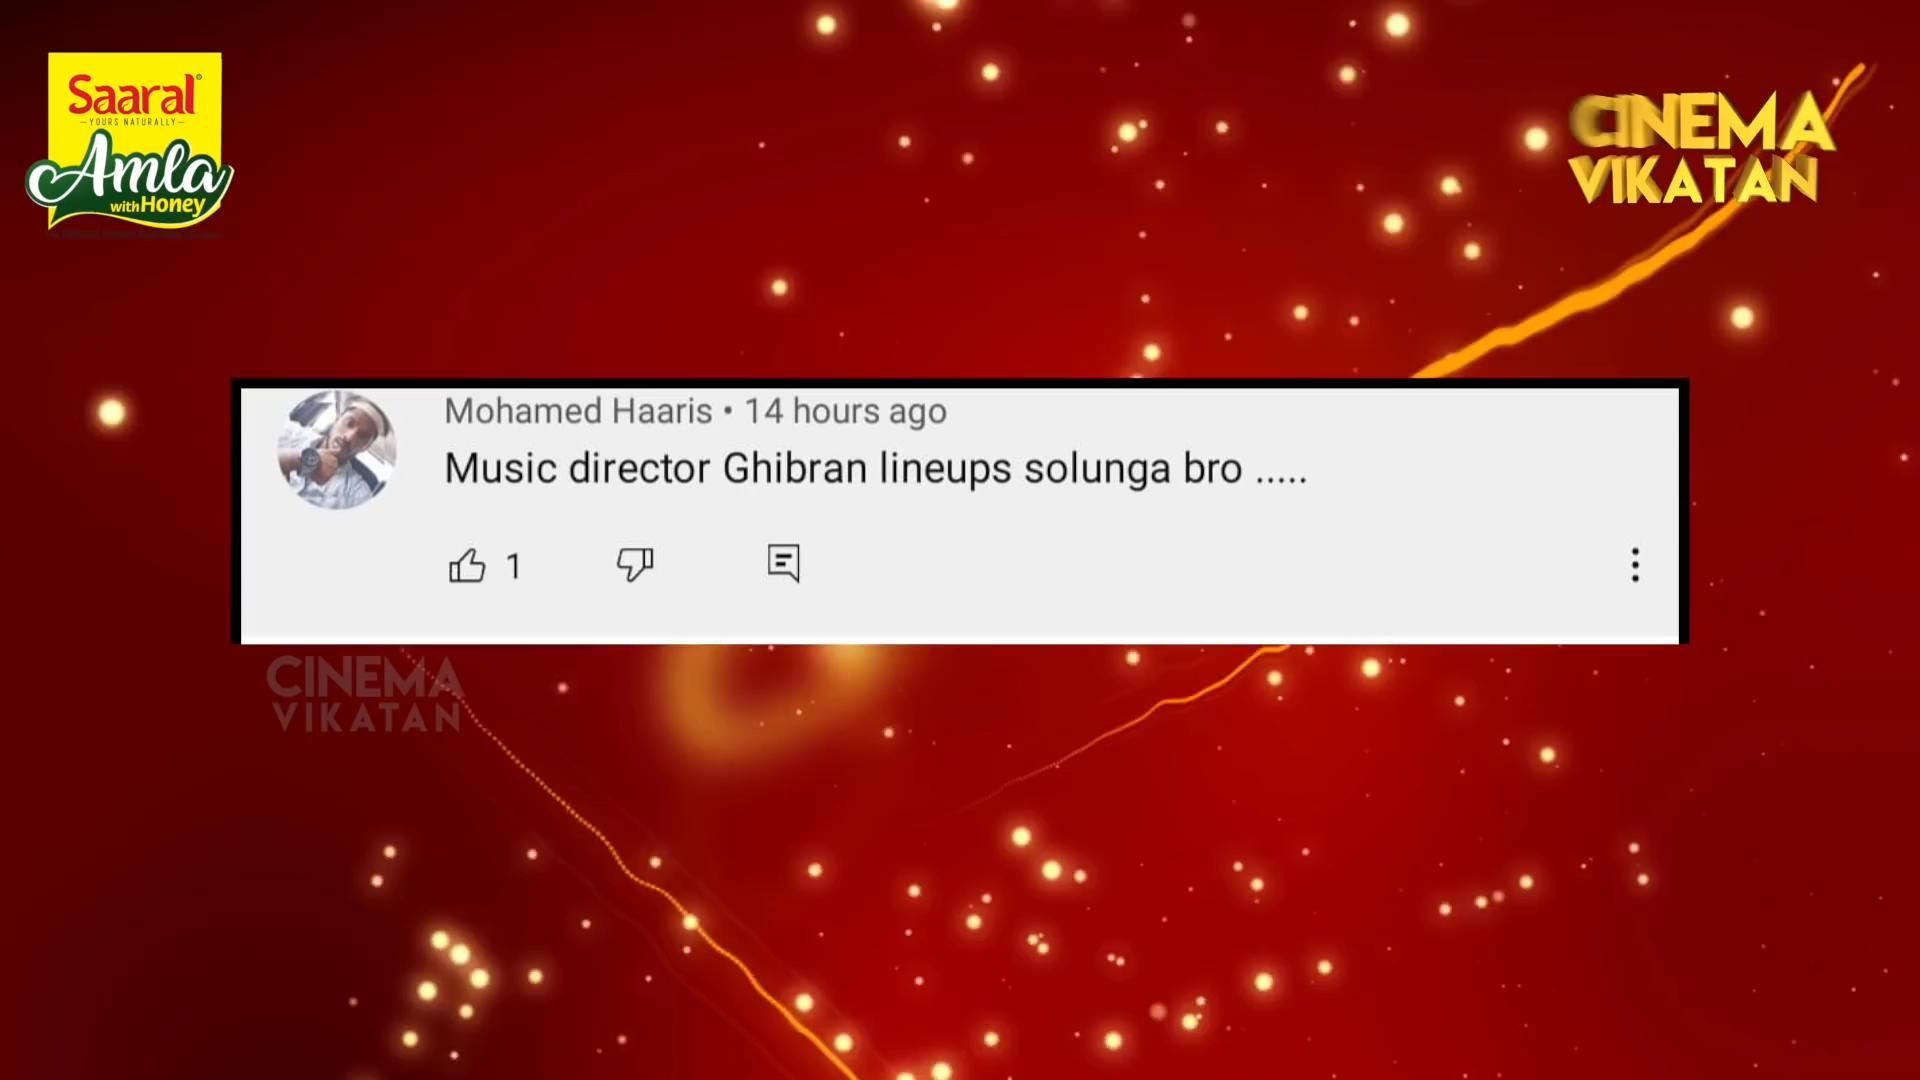 Saaral
YOURS NATURALLY
Amla
with Honey
CINEMA
VIKATAN
Mohamed Haaris • 14 hours ago
Music director Ghibran lineups solunga bro .....
1
CINEMA
VIKATAN